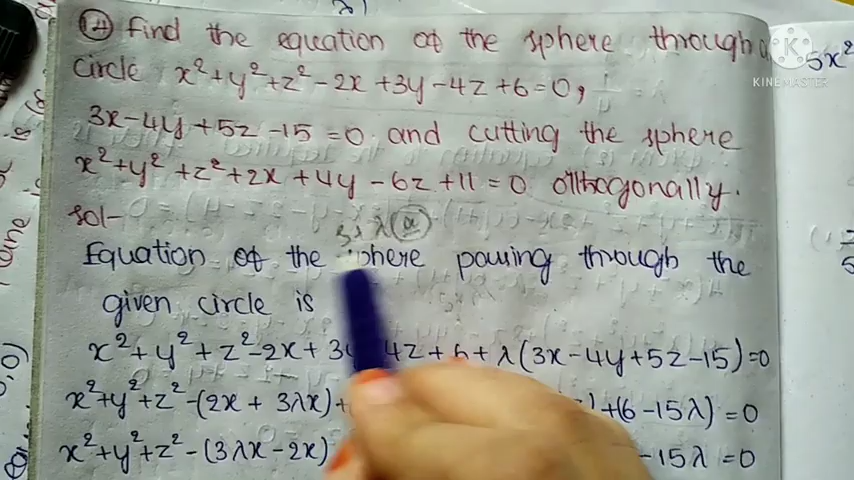 14 Find the equation of the sphere through a
circle x² + y² + z² - 2x + 3y - 4z + 6 = 0,
3x - 4y + 5z - 15 = 0 and cutting the sphere
x² + y² + z² + 2x + 4y - 6z + 11 = 0 orthogonally.
Sol-
3, λ a
Equation of the sphere passing through the
given circle is
x² + y² + z² - 2x + 3y 4z + 6 + λ(3x - 4y + 5z - 15) = 0
x² + y² + z² - (2x + 3λx) + ) + (6 - 15λ) = 0
x² + y² + z² - (3λx - 2x) - 15λ = 0
5x²
K
KINEMASTER